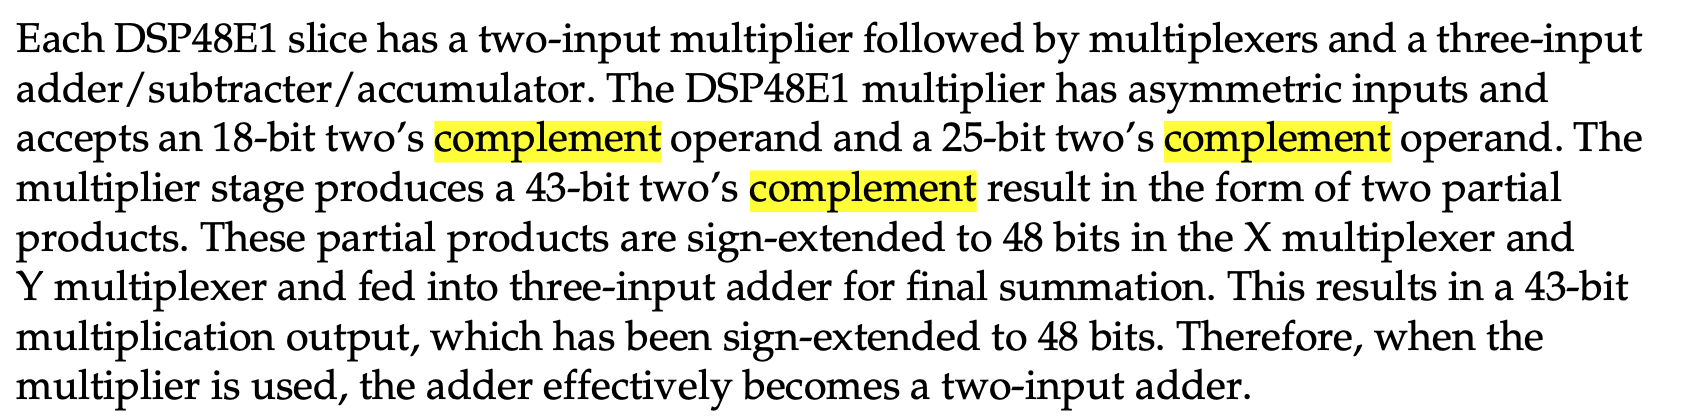 Each DSP48E1 slice has a two-input multiplier followed by multiplexers and a three-input
adder/subtracter/accumulator. The DSP48E1 multiplier has asymmetric inputs and
accepts an 18-bit two’s complement operand and a 25-bit two’s complement operand. The
multiplier stage produces a 43-bit two’s complement result in the form of two partial
products. These partial products are sign-extended to 48 bits in the X multiplexer and
Y multiplexer and fed into three-input adder for final summation. This results in a 43-bit
multiplication output, which has been sign-extended to 48 bits. Therefore, when the
multiplier is used, the adder effectively becomes a two-input adder.